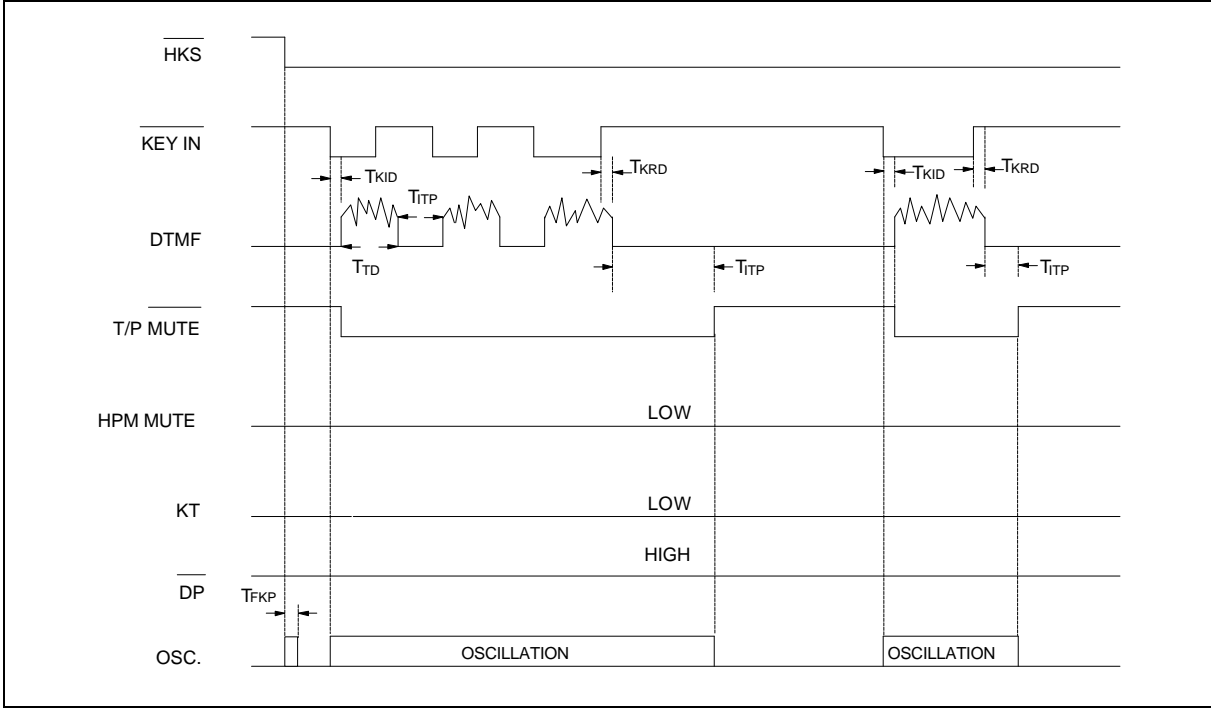 HKS
KEY IN
TKID
TITP
TKRD
TKID
TKRD
DTMF
TTD
TITP
TITP
T/P MUTE
HPM MUTE
LOW
KT
LOW
HIGH
DP
TFKP
OSC.
OSCILLATION
OSCILLATION